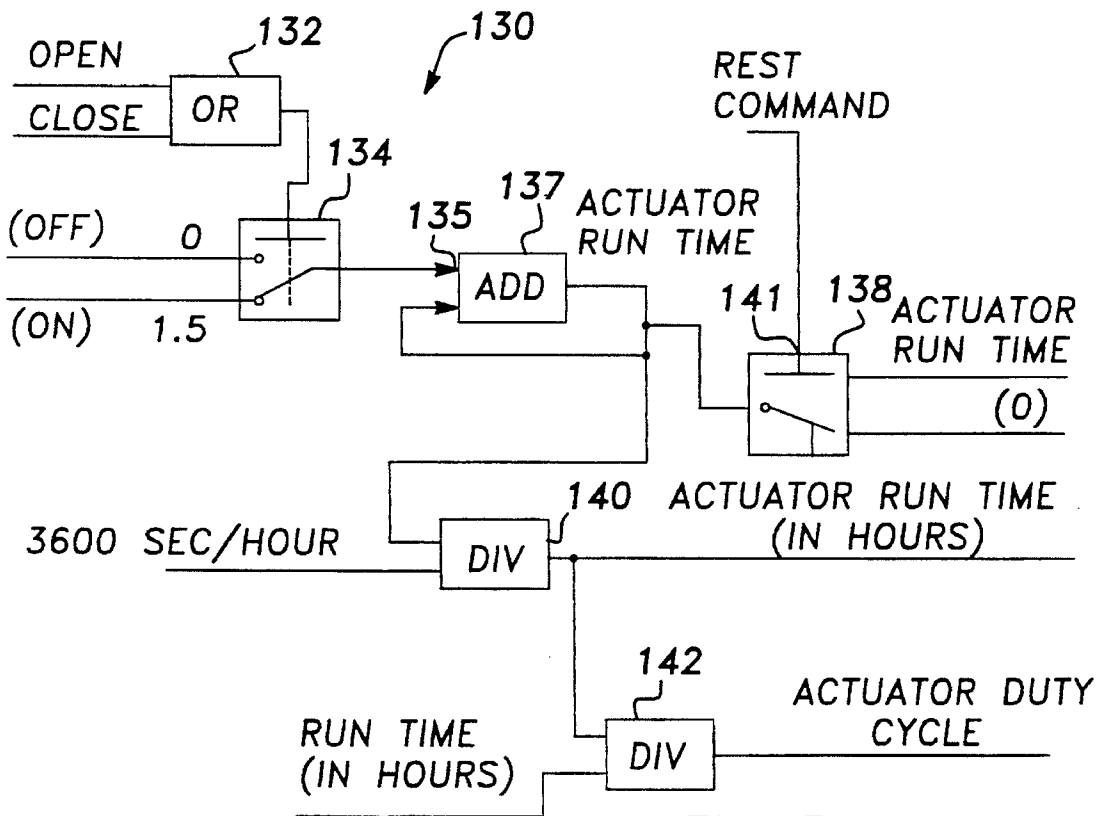 132
130
OPEN
CLOSE
OR
REST
COMMAND
134
(OFF)
0
(ON)
1.5
135
137
ADD
ACTUATOR
RUN TIME
141
138
ACTUATOR
RUN TIME
(0)
3600 SEC/HOUR
DIV
140
ACTUATOR RUN TIME
(IN HOURS)
142
RUN TIME
(IN HOURS)
DIV
ACTUATOR DUTY
CYCLE